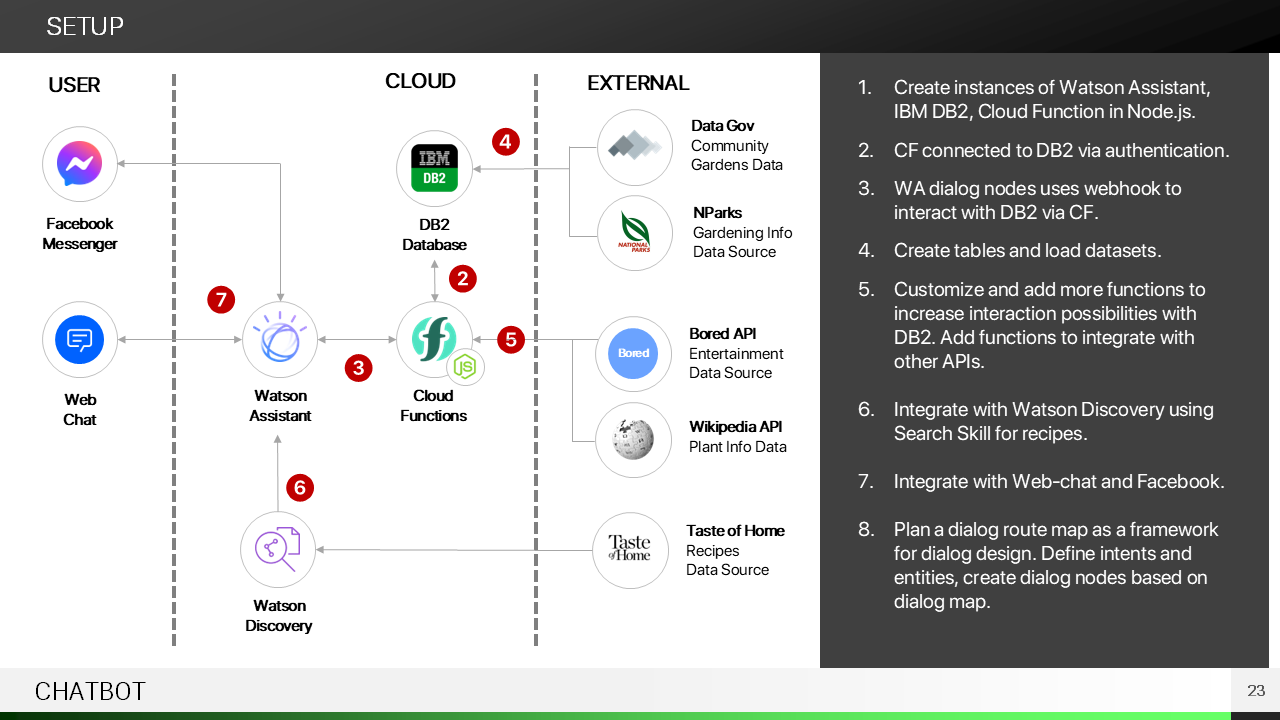 SETUP
USER
CLOUD
EXTERNAL
Facebook
Messenger
Web
Chat
7
Watson
Assistant
6
Watson
Discovery
3
IBM
DB2
DB2
Database
2
JS
Cloud
Functions
4
5
Data Gov
Community
Gardens Data
NATIONAL
PARKS
NParks
Gardening Info
Data Source
Bored
Bored API
Entertainment
Data Source
Wikipedia API
Plant Info Data
Taste
of Home
Taste of Home
Recipes
Data Source
1. Create instances of Watson Assistant,
IBM DB2, Cloud Function in Node.js.
2. CF connected to DB2 via authentication.
3. WA dialog nodes uses webhook to
interact with DB2 via CF.
4. Create tables and load datasets.
5. Customize and add more functions to
increase interaction possibilities with
DB2. Add functions to integrate with
other APIs.
6. Integrate with Watson Discovery using
Search Skill for recipes.
7. Integrate with Web-chat and Facebook.
8. Plan a dialog route map as a framework
for dialog design. Define intents and
entities, create dialog nodes based on
dialog map.
CHATBOT
23